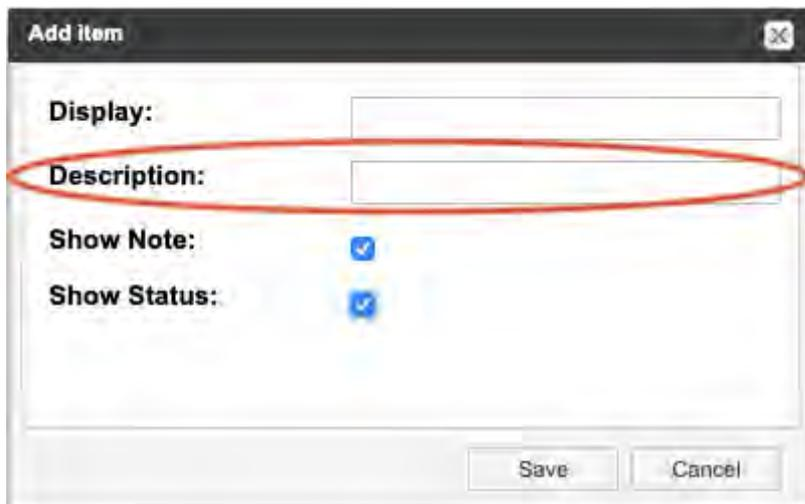 Add item
Display:
Description:
Show Note:
Show Status:
Save Cancel